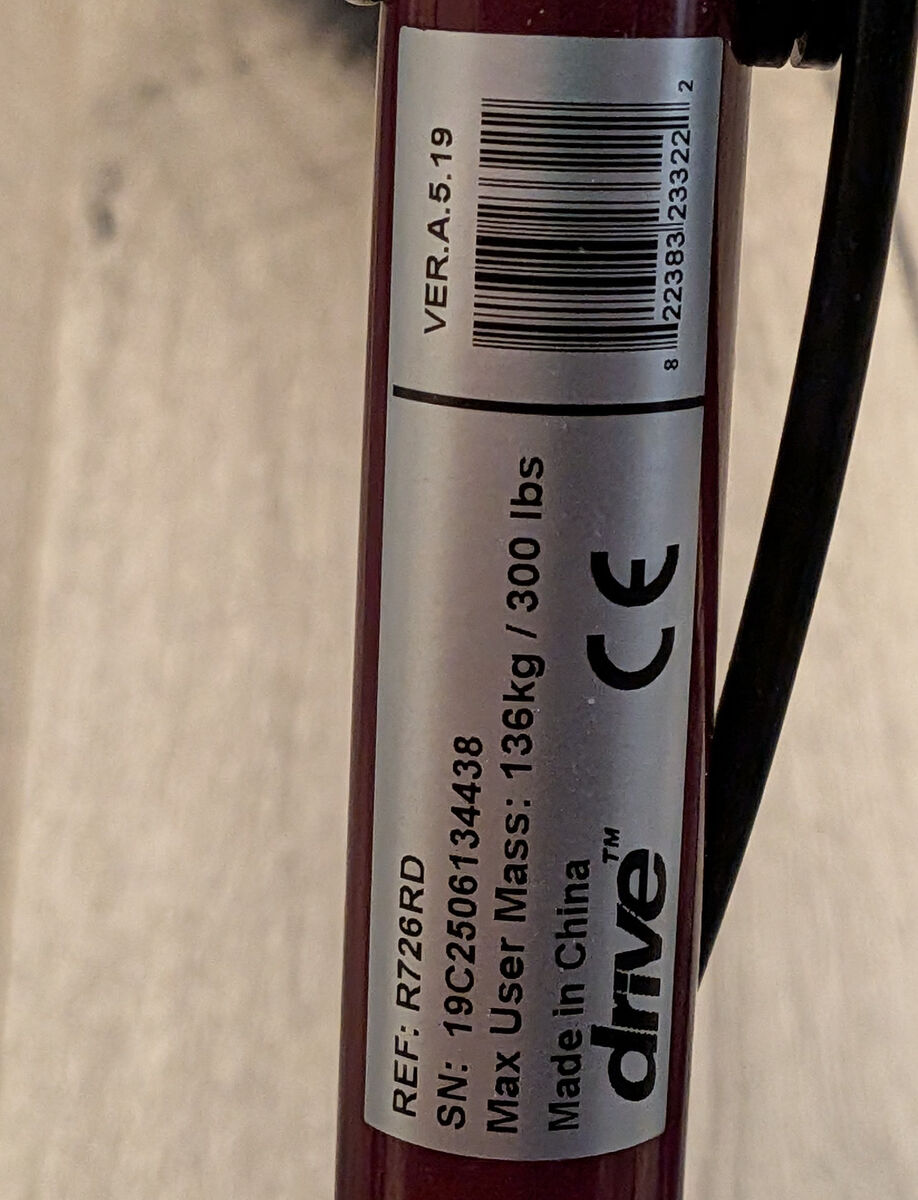 REF: R726RD
SN: 19C2506134438
Max User Mass: 136kg / 300 lbs
Made in China
drive™
CE
VER.A.5.19
8 22383 23322 2